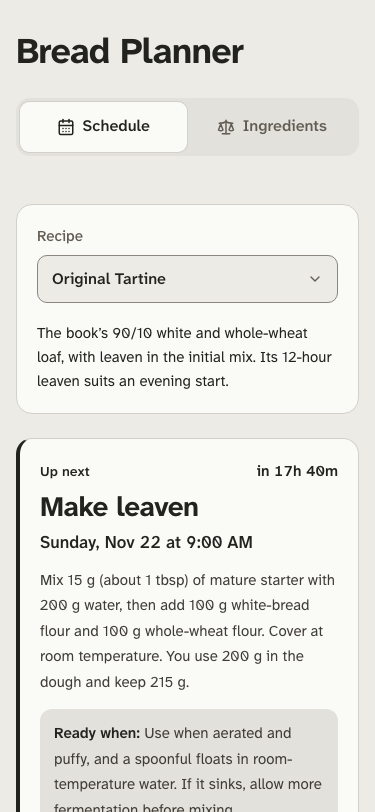 Bread Planner
Schedule
Ingredients
Recipe
Original Tartine
The book’s 90/10 white and whole-wheat
loaf, with leaven in the initial mix. Its 12-hour
leaven suits an evening start.
Up next
in 17h 40m
Make leaven
Sunday, Nov 22 at 9:00 AM
Mix 15 g (about 1 tbsp) of mature starter with
200 g water, then add 100 g white-bread
flour and 100 g whole-wheat flour. Cover at
room temperature. You use 200 g in the
dough and keep 215 g.
Ready when: Use when aerated and
puffy, and a spoonful floats in room-
temperature water. If it sinks, allow more
fermentation before mixing.